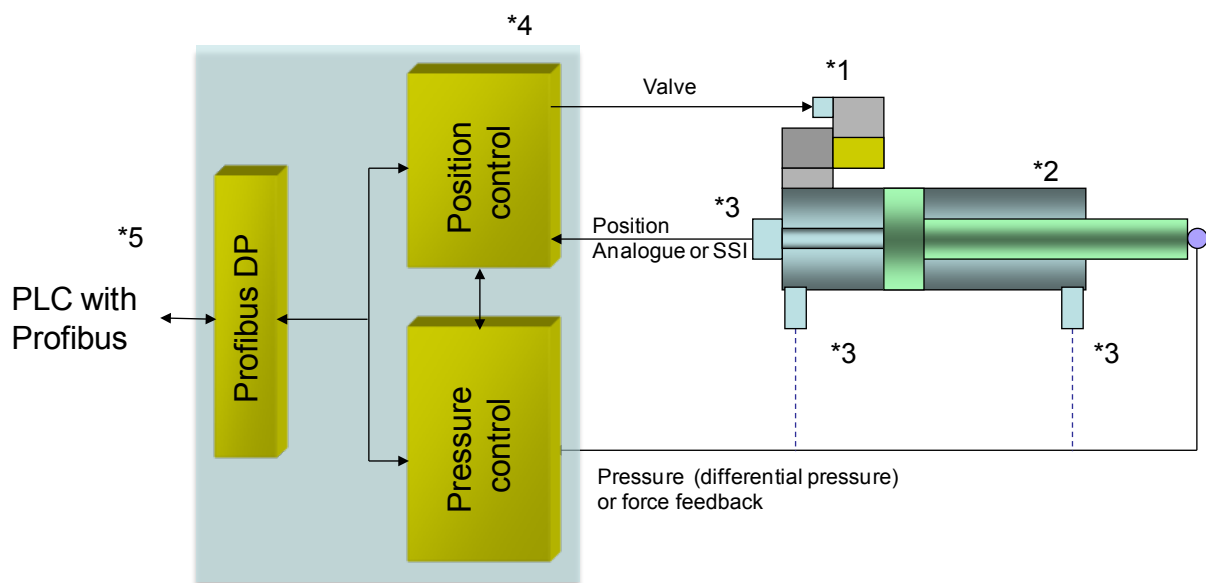 *4
*1
Valve
Position
control
*2
*3
Position
Analogue or SSI
*5
Profibus DP
PLC with
Profibus
*3
*3
Pressure
control
Pressure (differential pressure)
or force feedback